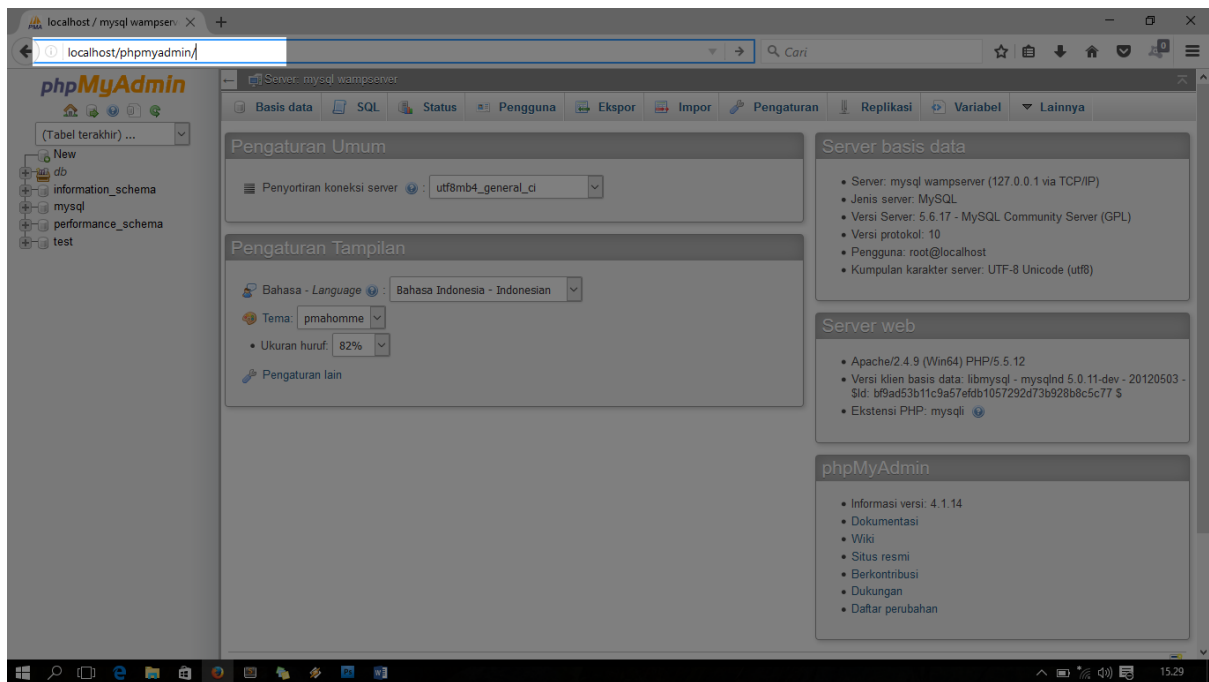 localhost / mysql wampserv
localhost/phpmyadmin/
Cari
phpMyAdmin
Server: mysql wampserver
Basis data SQL Status Pengguna Ekspor Impor Pengaturan Replikasi Variabel Lainnya
(Tabel terakhir) ...
New
db
information_schema
mysql
performance_schema
test
Pengaturan Umum
Penyortiran koneksi server : utf8mb4_general_ci
Pengaturan Tampilan
Bahasa - Language : Bahasa Indonesia - Indonesian
Tema: pmahomme
• Ukuran huruf: 82%
Pengaturan lain
Server basis data
• Server: mysql wampserver (127.0.0.1 via TCP/IP)
• Jenis server: MySQL
• Versi Server: 5.6.17 - MySQL Community Server (GPL)
• Versi protokol: 10
• Pengguna: root@localhost
• Kumpulan karakter server: UTF-8 Unicode (utf8)
Server web
• Apache/2.4.9 (Win64) PHP/5.5.12
• Versi klien basis data: libmysql - mysqlnd 5.0.11-dev - 20120503 -
$Id: bf9ad53b11c9a57efdb1057292d73b928b8c5c77 $
• Ekstensi PHP: mysqli
phpMyAdmin
• Informasi versi: 4.1.14
• Dokumentasi
• Wiki
• Situs resmi
• Berkontribusi
• Dukungan
• Daftar perubahan
15.29